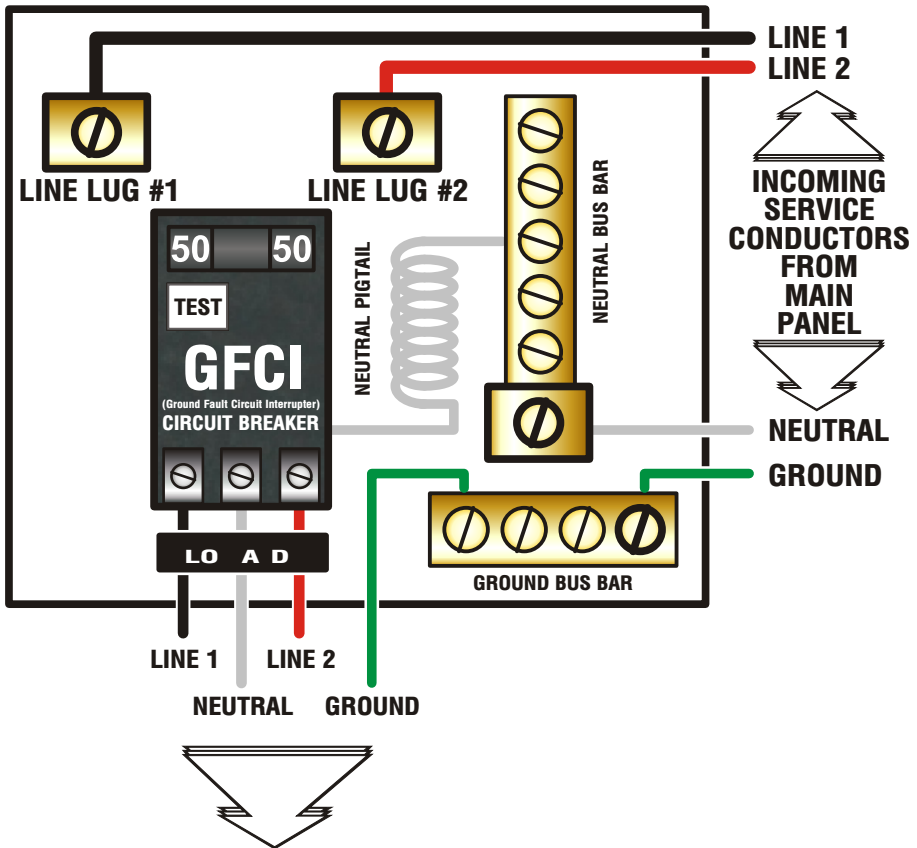 LINE 1
LINE 2
LINE LUG #1
LINE LUG #2
INCOMING
SERVICE
CONDUCTORS
FROM
MAIN
PANEL
50 50
TEST
GFCI
(Ground Fault Circuit Interrupter)
CIRCUIT BREAKER
NEUTRAL PIGTAIL
NEUTRAL BUS BAR
NEUTRAL
GROUND
LO A D
GROUND BUS BAR
LINE 1
LINE 2
NEUTRAL
GROUND